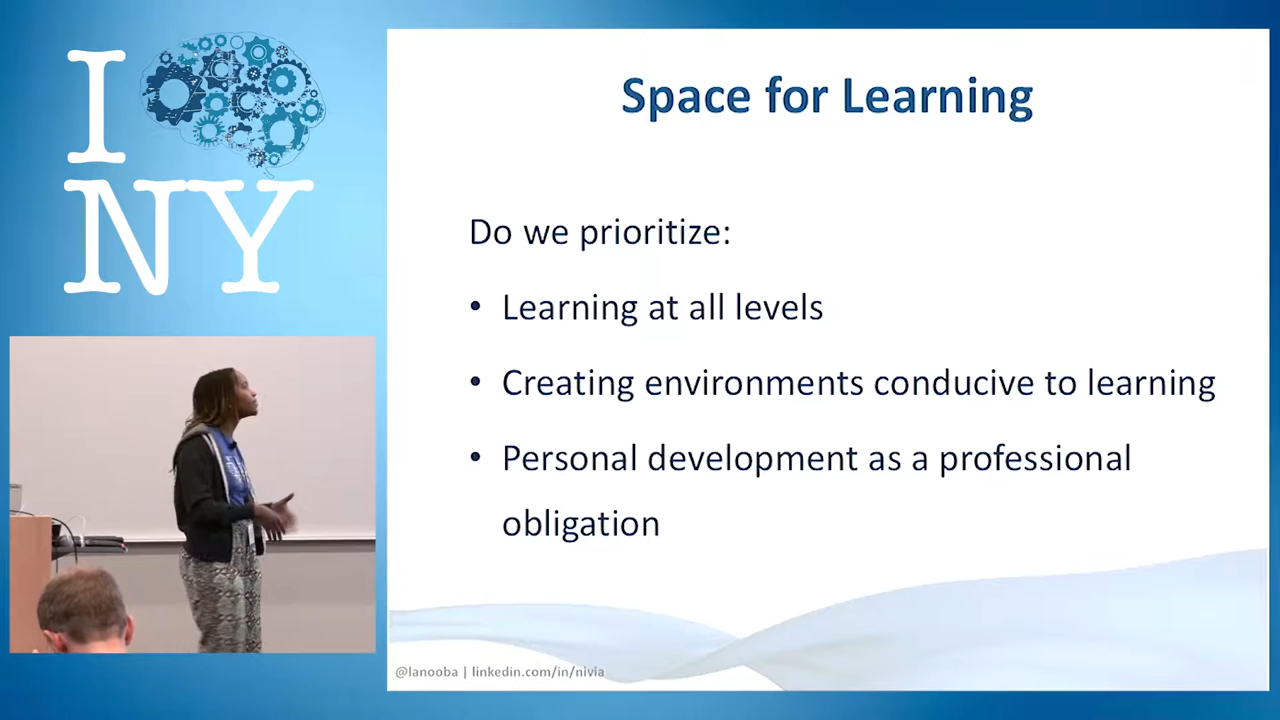 I
NY
Space for Learning
Do we prioritize:
• Learning at all levels
• Creating environments conducive to learning
• Personal development as a professional
obligation
@lanooba | linkedin.com/in/nivia